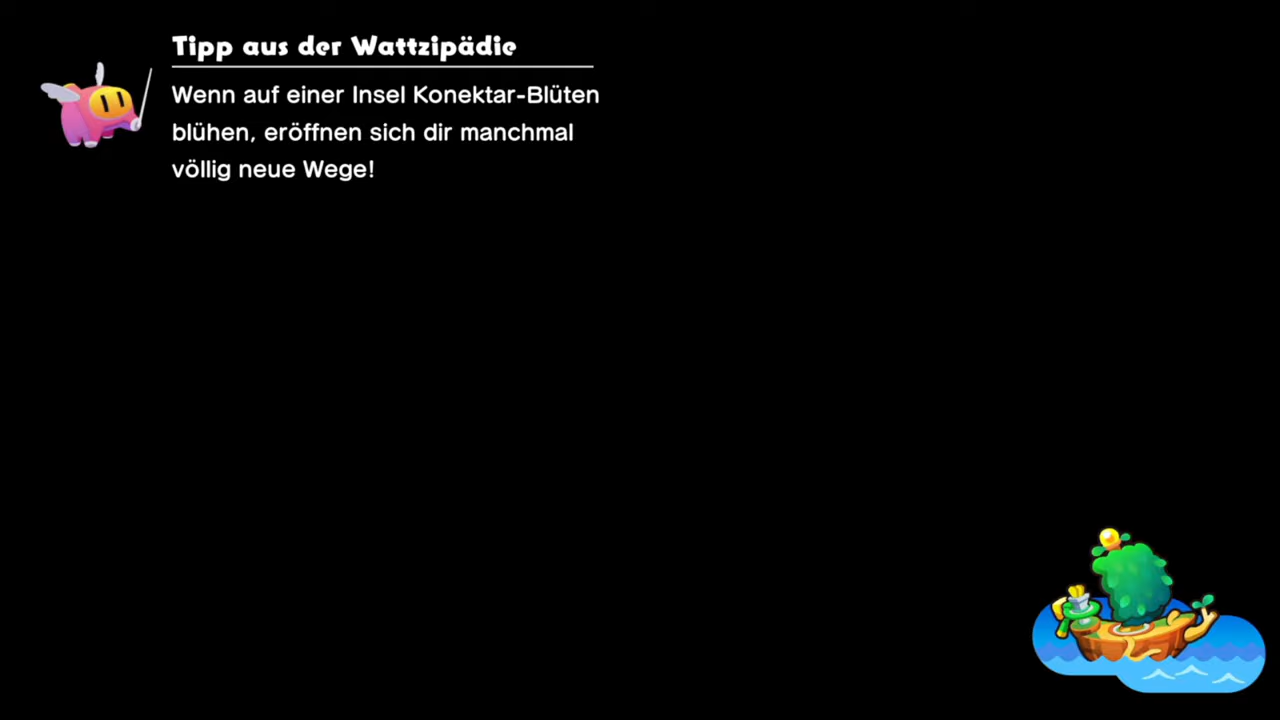 Tipp aus der Wattzipädie
Wenn auf einer Insel Konektar-Blüten
blühen, eröffnen sich dir manchmal
völlig neue Wege!